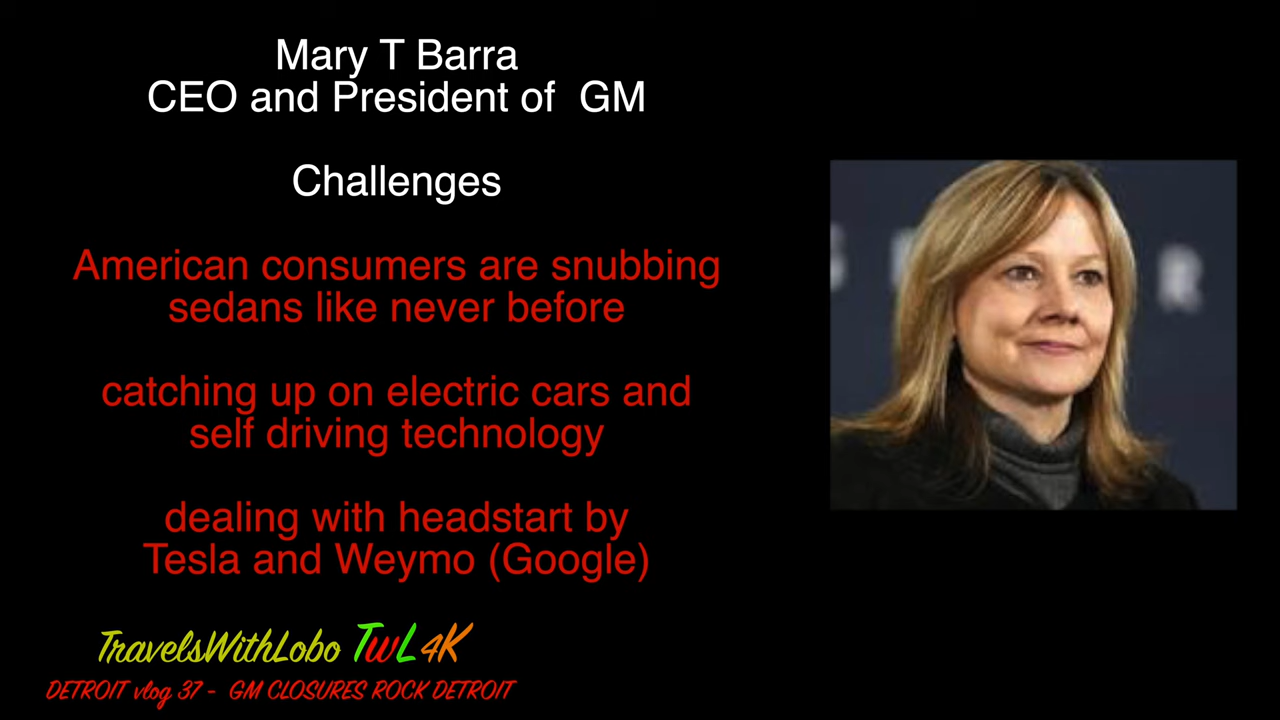 Mary T Barra
CEO and President of GM
Challenges
American consumers are snubbing
sedans like never before
catching up on electric cars and
self driving technology
dealing with headstart by
Tesla and Weymo (Google)
TravelsWithLobo TwL 4K
DETROIT vlog 37 - GM CLOSURES ROCK DETROIT